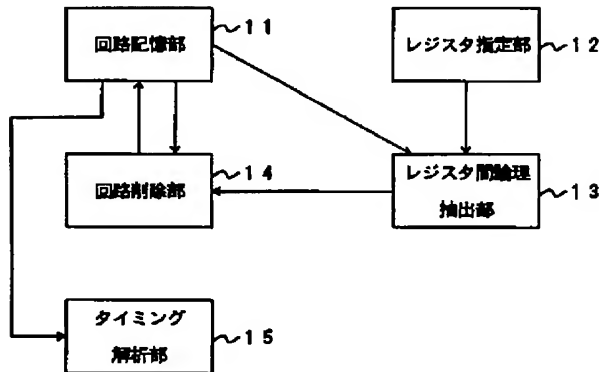 回路記憶部
11
レジスタ指定部
12
回路削除部
14
レジスタ間論理
抽出部
13
タイミング
解析部
15